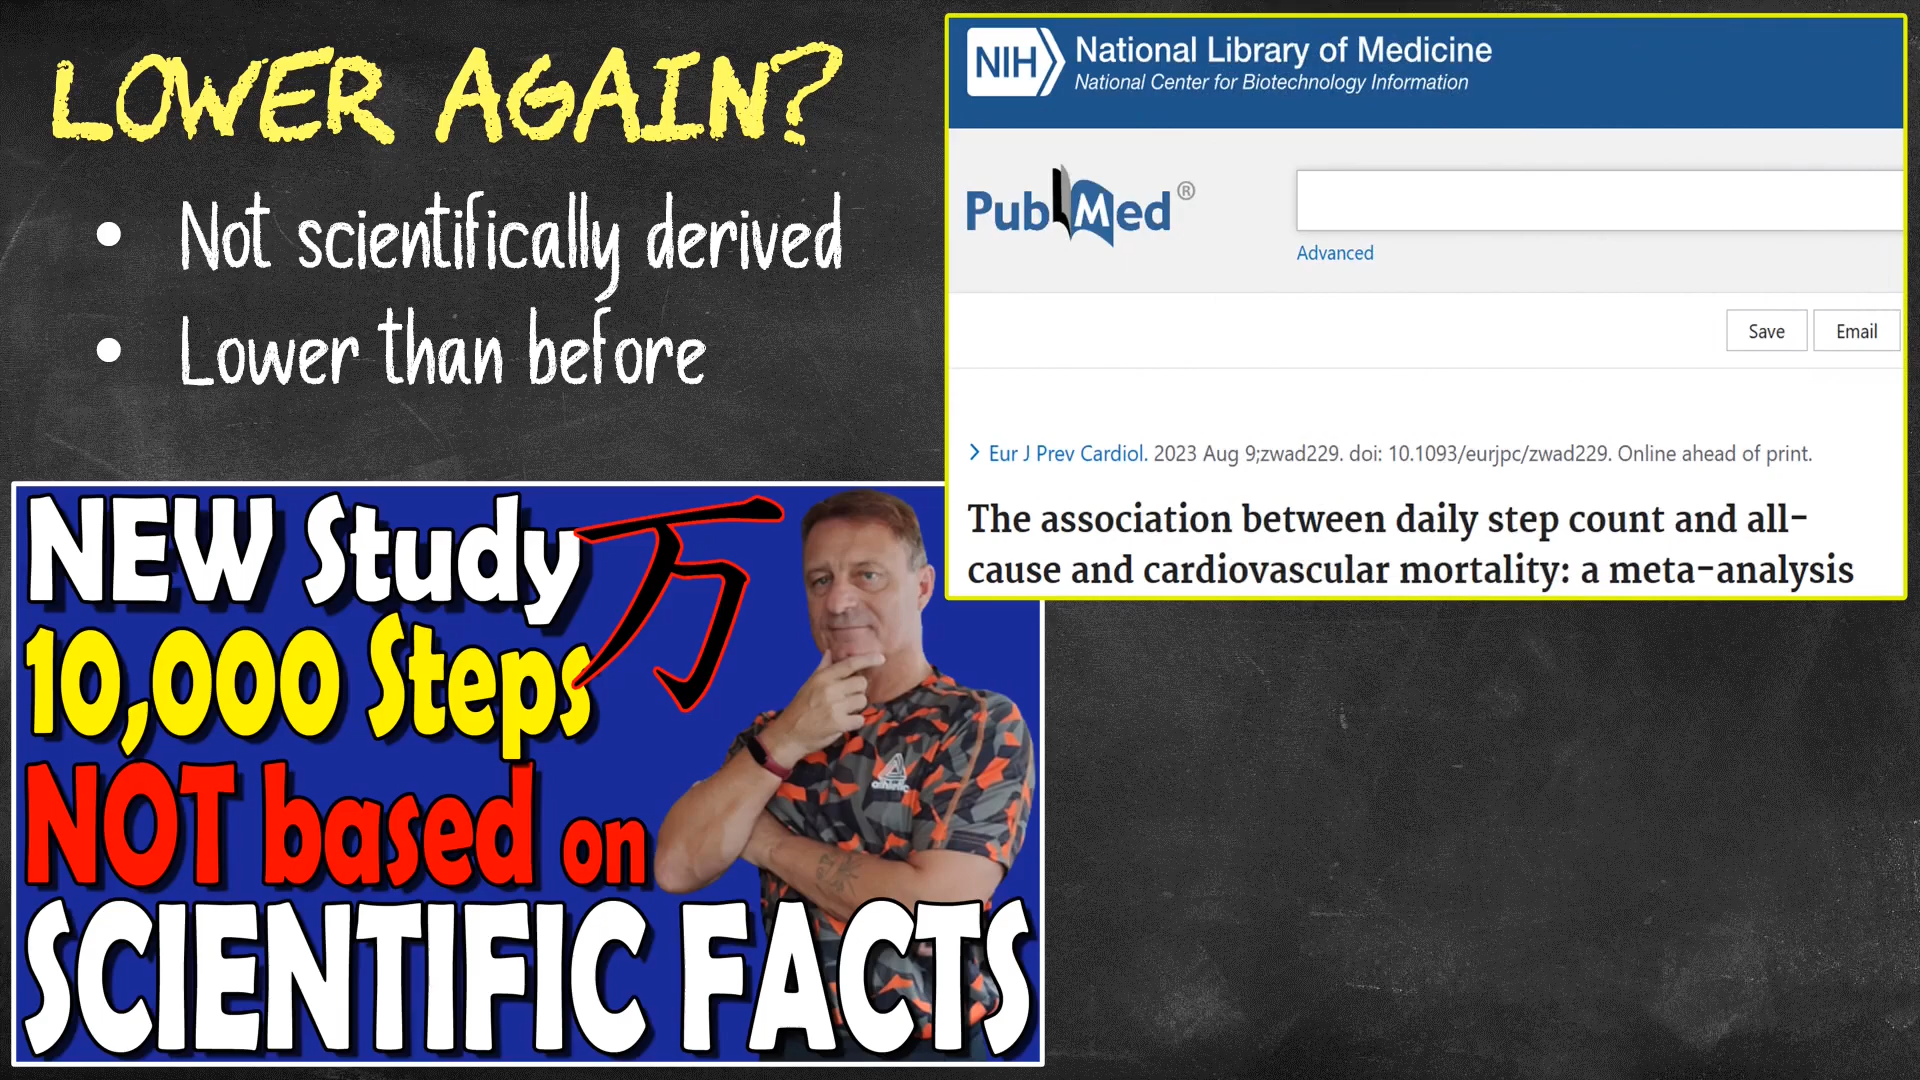 LOWER AGAIN?
• Not scientifically derived
• Lower than before
NIH National Library of Medicine
National Center for Biotechnology Information
PubMed®
Advanced
Save Email
Eur J Prev Cardiol. 2023 Aug 9;zwad229. doi: 10.1093/eurjpc/zwad229. Online ahead of print.
The association between daily step count and all-
cause and cardiovascular mortality: a meta-analysis
NEW Study 万
10,000 Steps
NOT based on
SCIENTIFIC FACTS